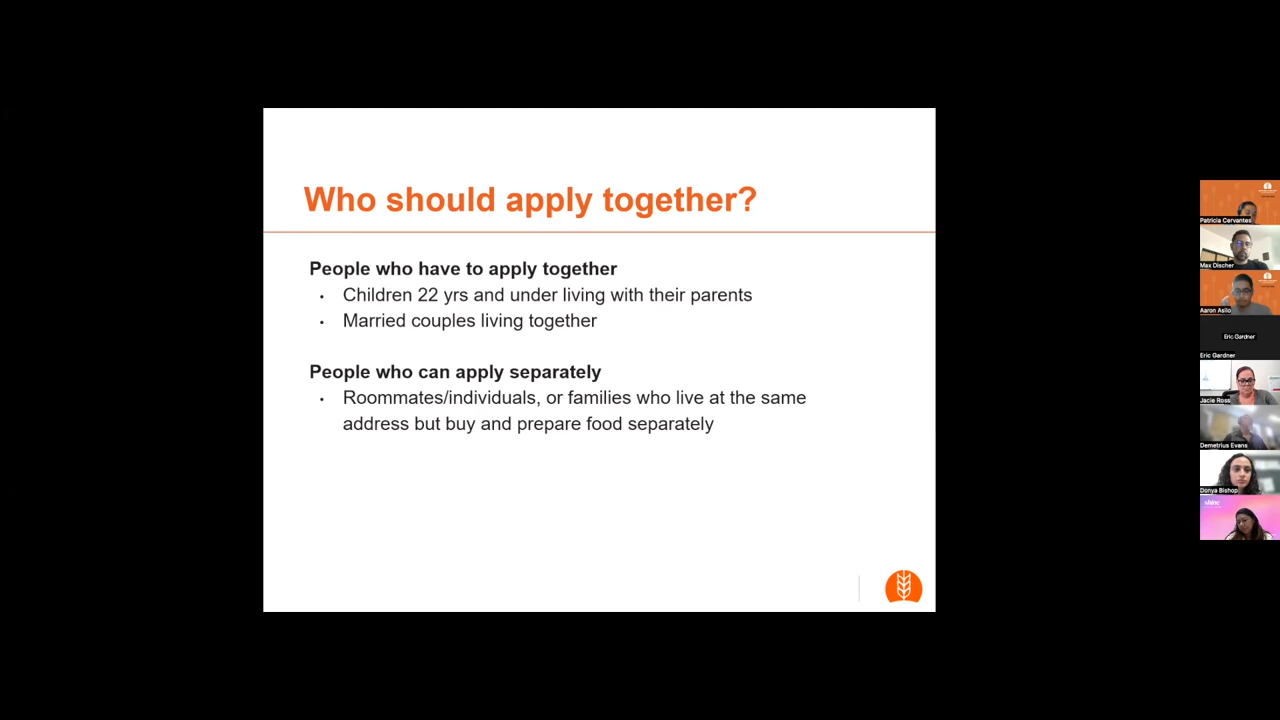 Who should apply together?
People who have to apply together
• Children 22 yrs and under living with their parents
• Married couples living together
People who can apply separately
• Roommates/individuals, or families who live at the same
address but buy and prepare food separately
Patricia Cervantes
Max Discher
Aaron Asilo
Eric Gardner
Eric Gardner
Jacie Ross
Demetrius Evans
Donya Bishop
shine